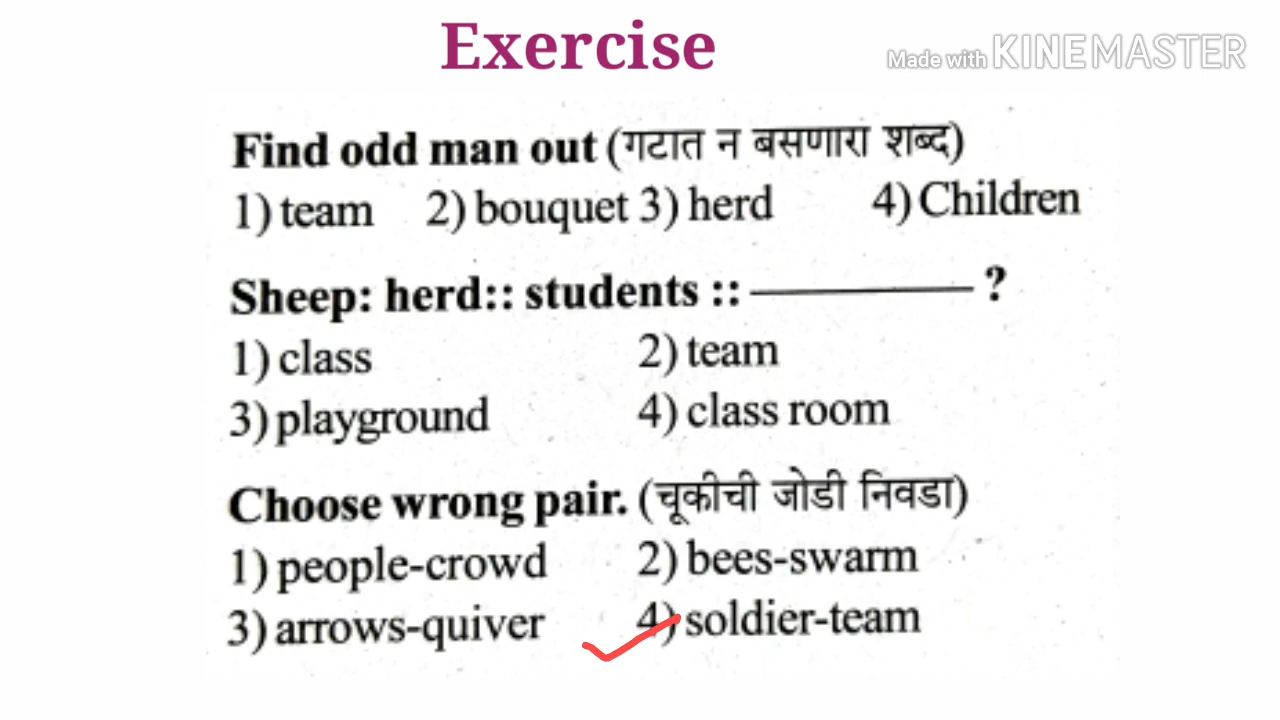 Exercise
Made with KINEMASTER
Find odd man out (गटात न बसणारा शब्द)
1) team 2) bouquet 3) herd 4) Children
Sheep: herd:: students :: ———— ?
1) class 2) team
3) playground 4) class room
Choose wrong pair. (चूकीची जोडी निवडा)
1) people-crowd 2) bees-swarm
3) arrows-quiver 4) soldier-team